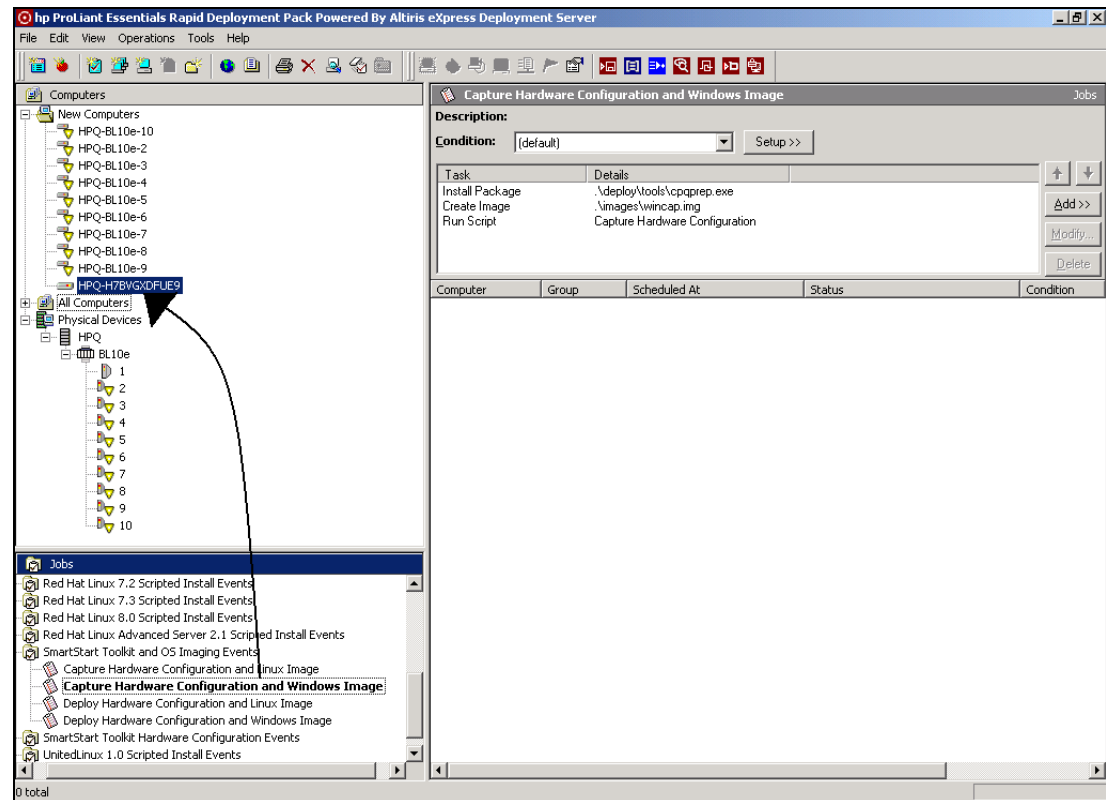 hp ProLiant Essentials Rapid Deployment Pack Powered By Altiris eXpress Deployment Server
File Edit View Operations Tools Help
Computers
New Computers
HPQ-BL10e-10
HPQ-BL10e-2
HPQ-BL10e-3
HPQ-BL10e-4
HPQ-BL10e-5
HPQ-BL10e-6
HPQ-BL10e-7
HPQ-BL10e-8
HPQ-BL10e-9
HPQ-H7BVGXDFUE9
All Computers
Physical Devices
HPQ
BL10e
1
2
3
4
5
6
7
8
9
10
Jobs
Red Hat Linux 7.2 Scripted Install Events
Red Hat Linux 7.3 Scripted Install Events
Red Hat Linux 8.0 Scripted Install Events
Red Hat Linux Advanced Server 2.1 Scripted Install Events
SmartStart Toolkit and OS Imaging Events
Capture Hardware Configuration and Linux Image
Capture Hardware Configuration and Windows Image
Deploy Hardware Configuration and Linux Image
Deploy Hardware Configuration and Windows Image
SmartStart Toolkit Hardware Configuration Events
UnitedLinux 1.0 Scripted Install Events
0 total
Capture Hardware Configuration and Windows Image Jobs
Description:
Condition: (default) Setup >>
Task Details
Install Package .\deploy\tools\cpqprep.exe
Create Image .\images\wincap.img
Run Script Capture Hardware Configuration
Add >>
Modify...
Delete
Computer Group Scheduled At Status Condition